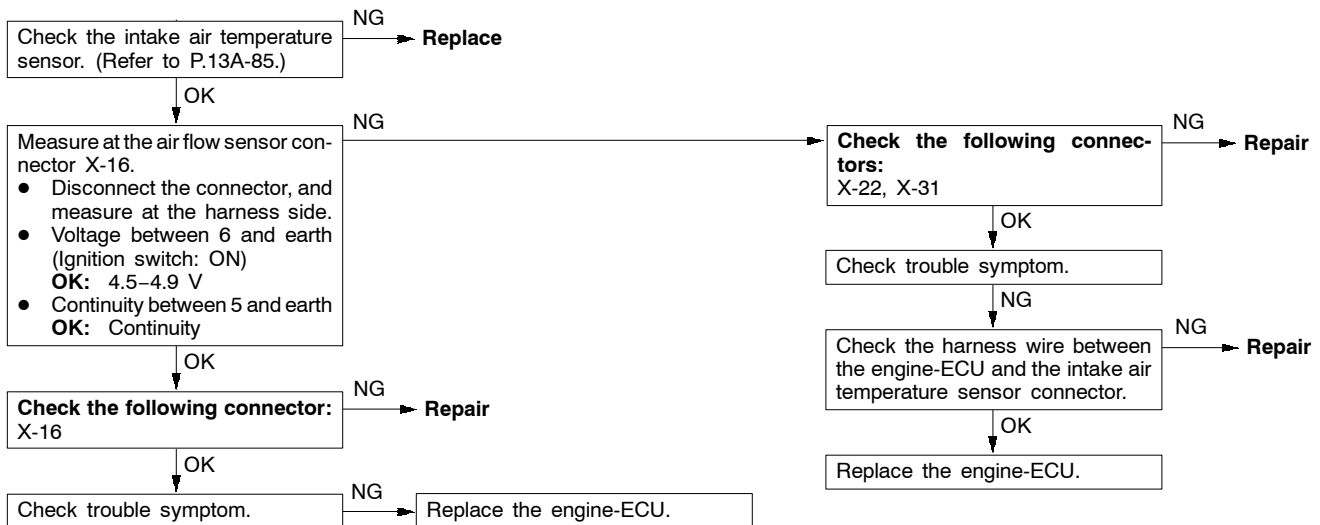 Check the intake air temperature
sensor. (Refer to P.13A-85.)
NG
Replace
OK
Measure at the air flow sensor con-
nector X-16.
● Disconnect the connector, and
measure at the harness side.
● Voltage between 6 and earth
(Ignition switch: ON)
OK: 4.5–4.9 V
● Continuity between 5 and earth
OK: Continuity
NG
OK
Check the following connector:
X-16
NG
Repair
OK
Check trouble symptom.
NG
Replace the engine-ECU.
Check the following connec-
tors:
X-22, X-31
NG
Repair
OK
Check trouble symptom.
NG
Check the harness wire between
the engine-ECU and the intake air
temperature sensor connector.
NG
Repair
OK
Replace the engine-ECU.